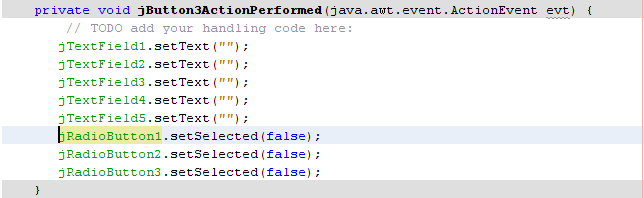 private void jButton3ActionPerformed(java.awt.event.ActionEvent evt) {
// TODO add your handling code here:
jTextField1.setText("");
jTextField2.setText("");
jTextField3.setText("");
jTextField4.setText("");
jTextField5.setText("");
jRadioButton1.setSelected(false);
jRadioButton2.setSelected(false);
jRadioButton3.setSelected(false);
}